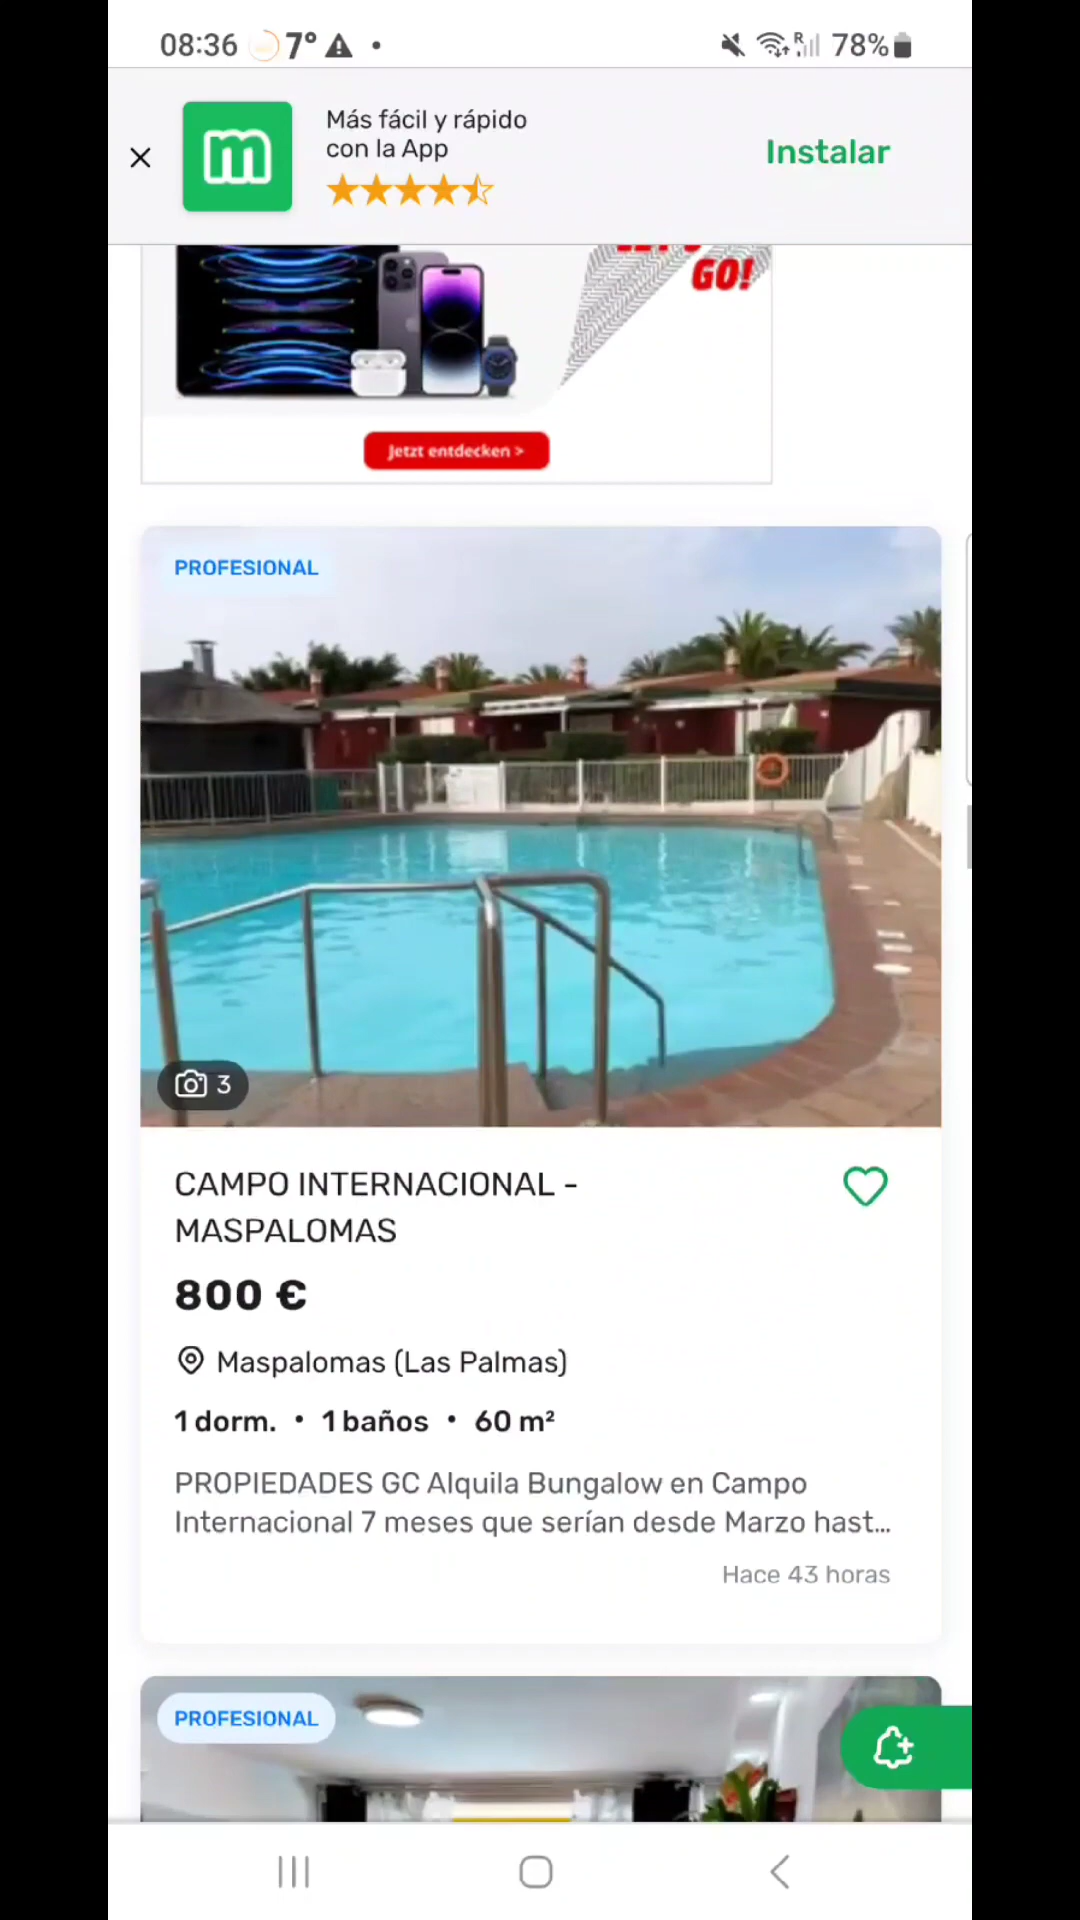 08:36 7° R 78%
m
Más fácil y rápido
con la App
Instalar
GO!
Jetzt entdecken >
PROFESIONAL
3
CAMPO INTERNACIONAL -
MASPALOMAS
800 €
Maspalomas (Las Palmas)
1 dorm. • 1 baños • 60 m²
PROPIEDADES GC Alquila Bungalow en Campo
Internacional 7 meses que serían desde Marzo hast...
Hace 43 horas
PROFESIONAL